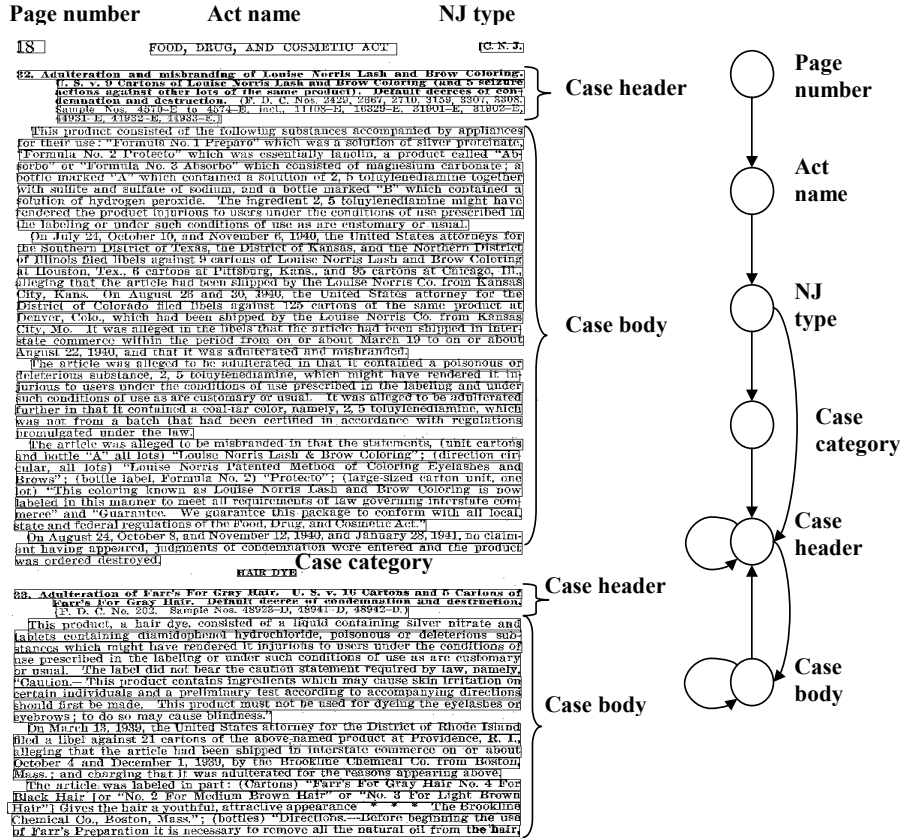 Page number Act name NJ type
18 FOOD, DRUG, AND COSMETIC ACT [C. N. J.
32. Adulteration and misbranding of Louise Norris Lash and Brow Coloring.
U. S. v. 9 Cartons of Louise Norris Lash and Brow Coloring (and 5 seizure
actions against other lots of the same product). Default decrees of con-
demnation and destruction. (F. D. C. Nos. 2429, 2667, 2710, 3159, 3307, 3308.
Sample Nos. 4570-E to 4574-E, incl., 11108-E, 16329-E, 31901-E, 31902-E,
44931-E, 44932-E, 44933-E.)
Case header
This product consisted of the following substances accompanied by appliances
for their use: "Formula No. 1 Preparo" which was a solution of silver proteinate,
"Formula No. 2 Protecto" which was essentially lanolin, a product called "Ab-
sorbo" or "Formula No. 3 Absorbo" which consisted of magnesium carbonate; a
bottle marked "A" which contained a solution of 2, 5 toluylenediamine together
with sulfite and sulfate of sodium, and a bottle marked "B" which contained a
solution of hydrogen peroxide. The ingredient 2, 5 toluylenediamine might have
rendered the product injurious to users under the conditions of use prescribed in
the labeling or under such conditions of use as are customary or usual.
On July 24, October 10, and November 6, 1940, the United States attorneys for
the Southern District of Texas, the District of Kansas, and the Northern District
of Illinois filed libels against 9 cartons of Louise Norris Lash and Brow Coloring
at Houston, Tex., 6 cartons at Pittsburg, Kans., and 95 cartons at Chicago, Ill.,
alleging that the article had been shipped by the Louise Norris Co. from Kansas
City, Kans. On August 26 and 30, 1940, the United States attorney for the
District of Colorado filed libels against 125 cartons of the same product at
Denver, Colo., which had been shipped by the Louise Norris Co. from Kansas
City, Mo. It was alleged in the libels that the article had been shipped in inter-
state commerce within the period from on or about March 19 to on or about
August 22, 1940, and that it was adulterated and misbranded.
The article was alleged to be adulterated in that it contained a poisonous or
deleterious substance, 2, 5 toluylenediamine, which might have rendered it in-
jurious to users under the conditions of use prescribed in the labeling and under
such conditions of use as are customary or usual. It was alleged to be adulterated
further in that it contained a coal-tar color, namely, 2, 5 toluylenediamine, which
was not from a batch that had been certified in accordance with regulations
promulgated under the law.
The article was alleged to be misbranded in that the statements, (unit cartons
and bottle "A" all lots) "Louise Norris Lash & Brow Coloring"; (direction cir-
cular, all lots) "Louise Norris Patented Method of Coloring Eyelashes and
Brows"; (bottle label, Formula No. 2) "Protecto"; (large-sized carton unit, one
lot) "This coloring known as Louise Norris Lash and Brow Coloring is now
labeled in this manner to meet all requirements of law governing interstate com-
merce" and "Guarantee. We guarantee this package to conform with all local,
state and federal regulations of the Food, Drug, and Cosmetic Act."
On August 24, October 8, and November 12, 1940, and January 28, 1941, no claim-
ant having appeared, judgments of condemnation were entered and the product
was ordered destroyed.
Case body
Case category
HAIR DYE
33. Adulteration of Farr's For Gray Hair. U. S. v. 16 Cartons and 5 Cartons of
Farr's For Gray Hair. Default decree of condemnation and destruction.
(F. D. C. No. 202. Sample Nos. 48923-D, 48941-D, 48942-D.)
Case header
This product, a hair dye, consisted of a liquid containing silver nitrate and
tablets containing diamidophenol hydrochloride, poisonous or deleterious sub-
stances which might have rendered it injurious to users under the conditions of
use prescribed in the labeling or under such conditions of use as are customary
or usual. The label did not bear the caution statement required by law, namely,
"Caution.— This product contains ingredients which may cause skin irritation on
certain individuals and a preliminary test according to accompanying directions
should first be made. This product must not be used for dyeing the eyelashes or
eyebrows; to do so may cause blindness."
On March 13, 1939, the United States attorney for the District of Rhode Island
filed a libel against 21 cartons of the above-named product at Providence, R. I.,
alleging that the article had been shipped in interstate commerce on or about
October 4 and December 1, 1939, by the Brookline Chemical Co. from Boston,
Mass.; and charging that it was adulterated for the reasons appearing above.
The article was labeled in part: (Cartons) "Farr's For Gray Hair No. 4 For
Black Hair [or "No. 2 For Medium Brown Hair" or "No. 3 For Light Brown
Hair"] Gives the hair a youthful, attractive appearance * * * The Brookline
Chemical Co., Boston, Mass."; (bottles) "Directions.—Before beginning the use
of Farr's Preparation it is necessary to remove all the natural oil from the hair,
Case body
Page
number
Act
name
NJ
type
Case
category
Case
header
Case
body